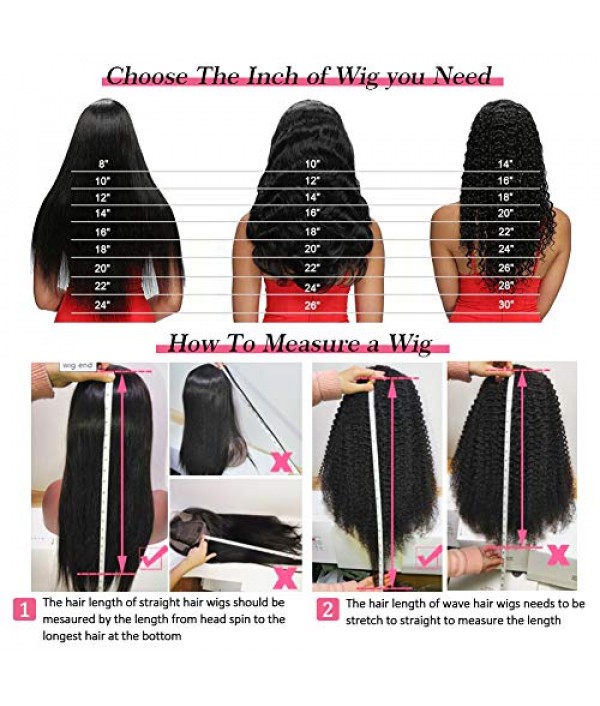 Choose The Inch of Wig you Need
8" 10" 14"
10" 12" 16"
12" 14" 18"
14" 16" 20"
16" 18" 22"
18" 20" 24"
20" 22" 26"
22" 24" 28"
24" 26" 30"
How To Measure a Wig
wig end
1 The hair length of straight hair wigs should be
mesaured by the length from head spin to the
longest hair at the bottom
2 The hair length of wave hair wigs needs to be
stretch to straight to measure the length